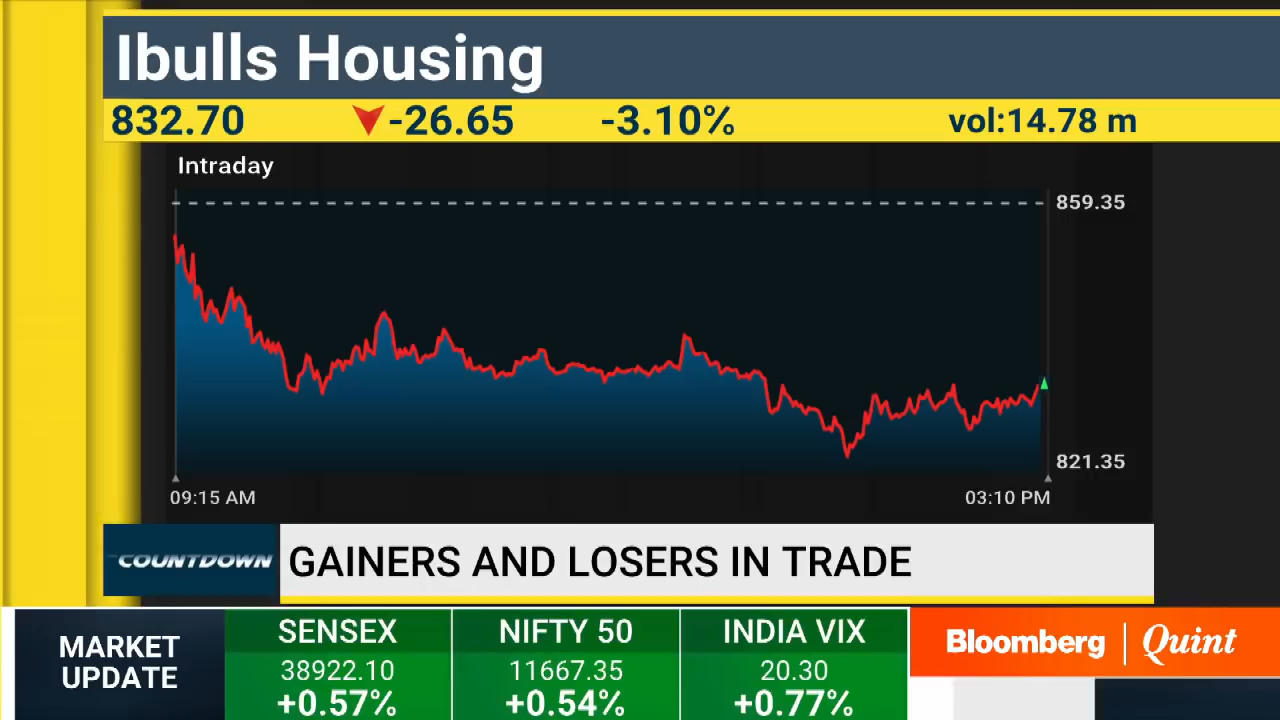 Ibulls Housing
832.70 -26.65 -3.10% vol:14.78 m
Intraday
859.35
821.35
09:15 AM 03:10 PM
COUNTDOWN GAINERS AND LOSERS IN TRADE
MARKET UPDATE
SENSEX
38922.10
+0.57%
NIFTY 50
11667.35
+0.54%
INDIA VIX
20.30
+0.77%
Bloomberg | Quint